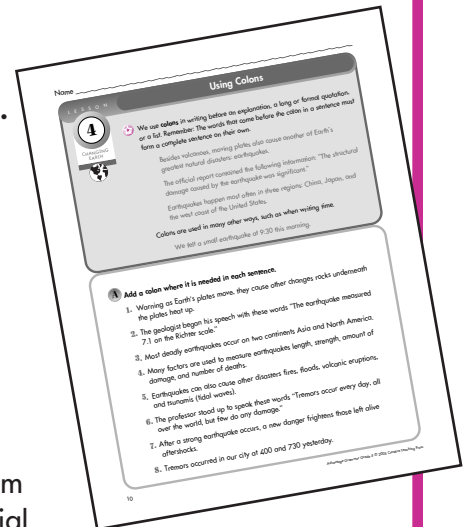 .
Name
LESSON
4
CHANGING
EARTH
Using Colons
We use colons in writing before an explanation, a long or formal quotation,
or a list. Remember: The words that come before the colon in a sentence must
form a complete sentence on their own.
Besides volcanoes, moving plates also cause another of Earth's
greatest natural disasters: earthquakes.
The official report contained the following information: "The structural
damage caused by the earthquake was significant."
Earthquakes happen most often in three regions: China, Japan, and
the west coast of the United States.
Colons are used in many other ways, such as when writing time.
We felt a small earthquake at 9:30 this morning.
A Add a colon where it is needed in each sentence.
1. Warning as Earth's plates move, they cause other changes rocks underneath
the plates heat up.
2. The geologist began his speech with these words "The earthquake measured
7.1 on the Richter scale."
3. Most deadly earthquakes occur on two continents Asia and North America.
4. Many factors are used to measure earthquakes length, strength, amount of
damage, and number of deaths.
5. Earthquakes can also cause other disasters fires, floods, volcanic eruptions,
and tsunamis (tidal waves).
6. The professor stood up to speak these words "Tremors occur every day, all
over the world, but few do any damage."
7. After a strong earthquake occurs, a new danger frightens those left alive
aftershocks.
8. Tremors occurred in our city at 400 and 730 yesterday.
10
m
ial